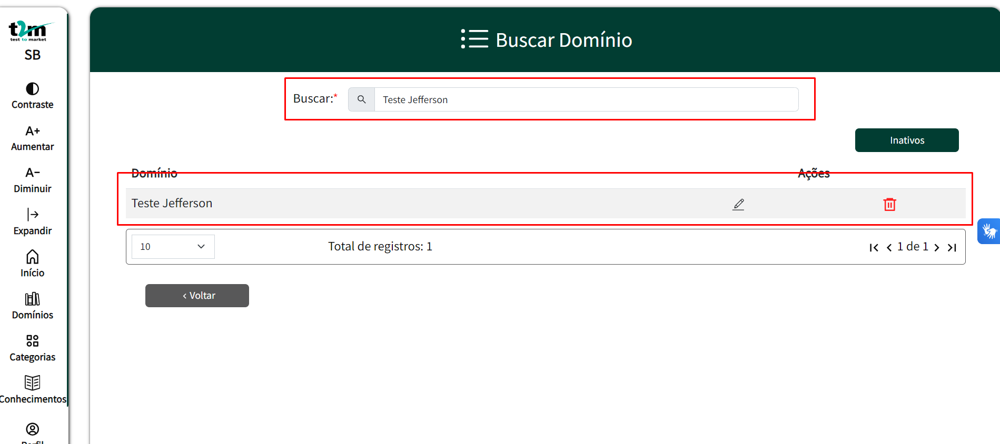 t2m
test to market
SB
Contraste
A+
Aumentar
A-
Diminuir
Expandir
Início
Domínios
Categorias
Conhecimentos
Perfil
Buscar Domínio
Buscar:*
Teste Jefferson
Inativos
Domínio Ações
Teste Jefferson
10 Total de registros: 1 1 de 1
< Voltar